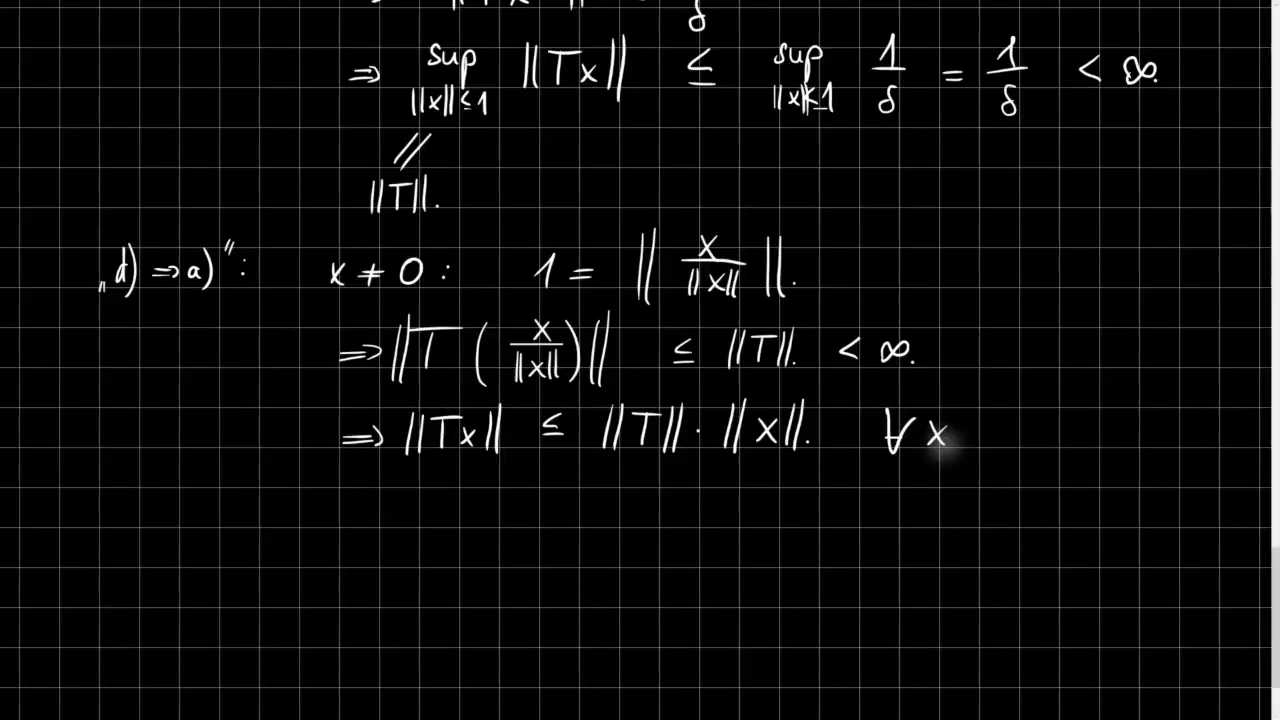 ⇒ sup ‖Tx‖ ≤ sup 1/δ = 1/δ < ∞.
‖x‖≤1 ‖x‖≤1
//
‖T‖.
„d) ⇒ a)“: x ≠ 0 : 1 = ‖ x/‖x‖ ‖.
⇒ ‖T ( x/‖x‖ )‖ ≤ ‖T‖. < ∞.
⇒ ‖Tx‖ ≤ ‖T‖ · ‖x‖. ∀ x